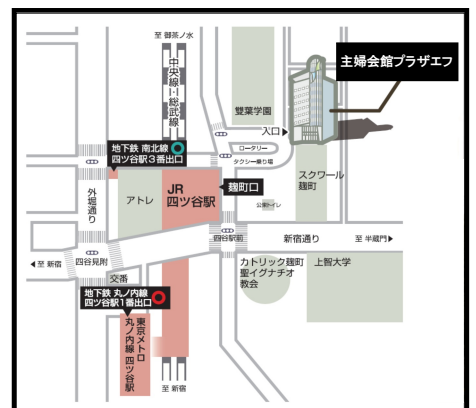 至 御茶ノ水
中央線・総武線
主婦会館プラザエフ
雙葉学園
入口▶
ロータリー
タクシー乗り場
地下鉄 南北線
四ツ谷駅3番出口
スクワール
麹町
外堀通り
アトレ
JR
四ツ谷駅
麹町口
公衆トイレ
四谷駅前
新宿通り
至 半蔵門▶
◀至 新宿
四谷見附
交番
カトリック麹町
聖イグナチオ
教会
上智大学
地下鉄 丸ノ内線
四ツ谷駅1番出口
東京メトロ
丸ノ内線 四ツ谷駅
至 新宿